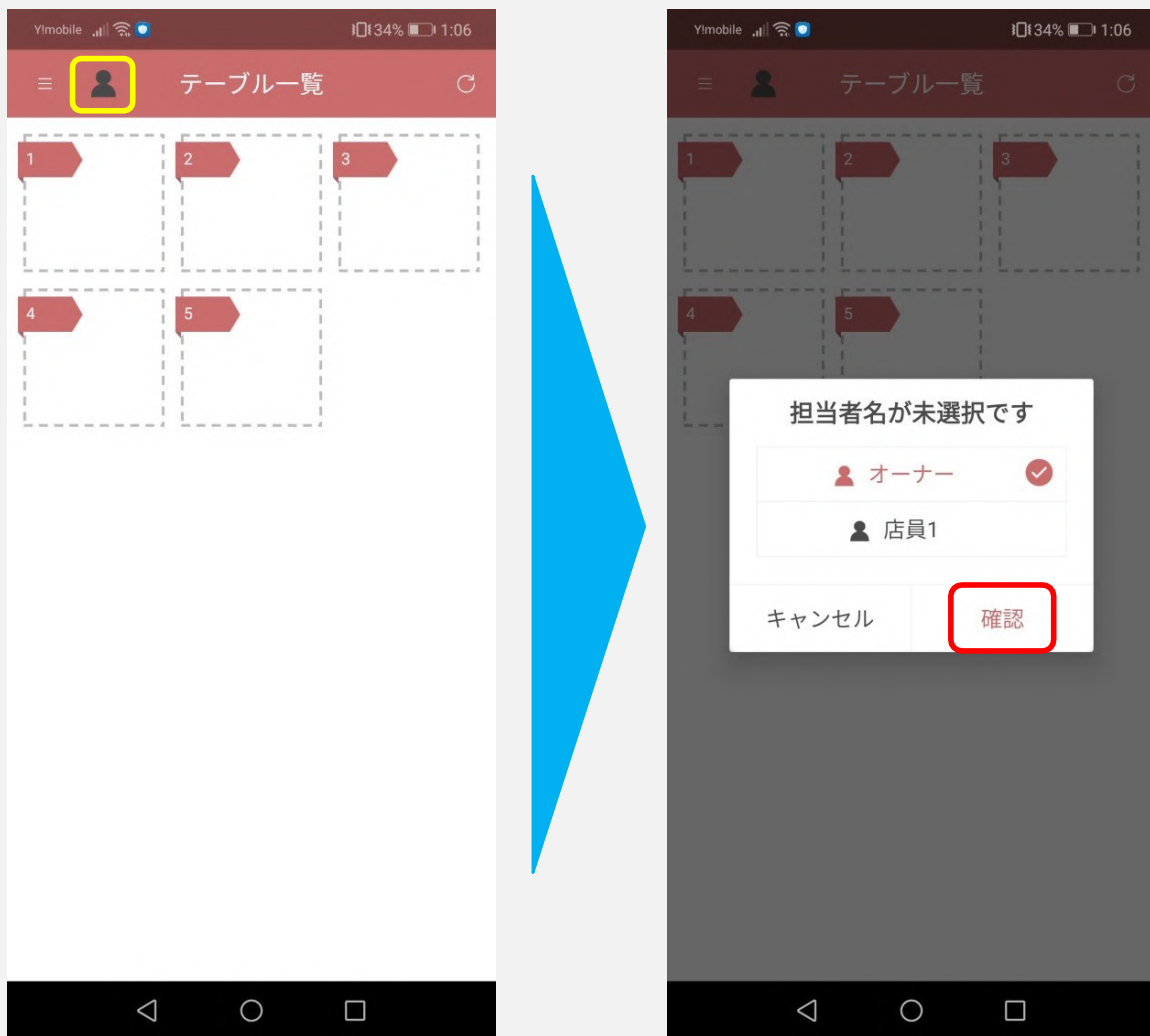 Y!mobile 34% 1:06
テーブル一覧
1 2 3
4 5
Y!mobile 34% 1:06
テーブル一覧
1 2 3
4 5
担当者名が未選択です
オーナー
店員1
キャンセル 確認